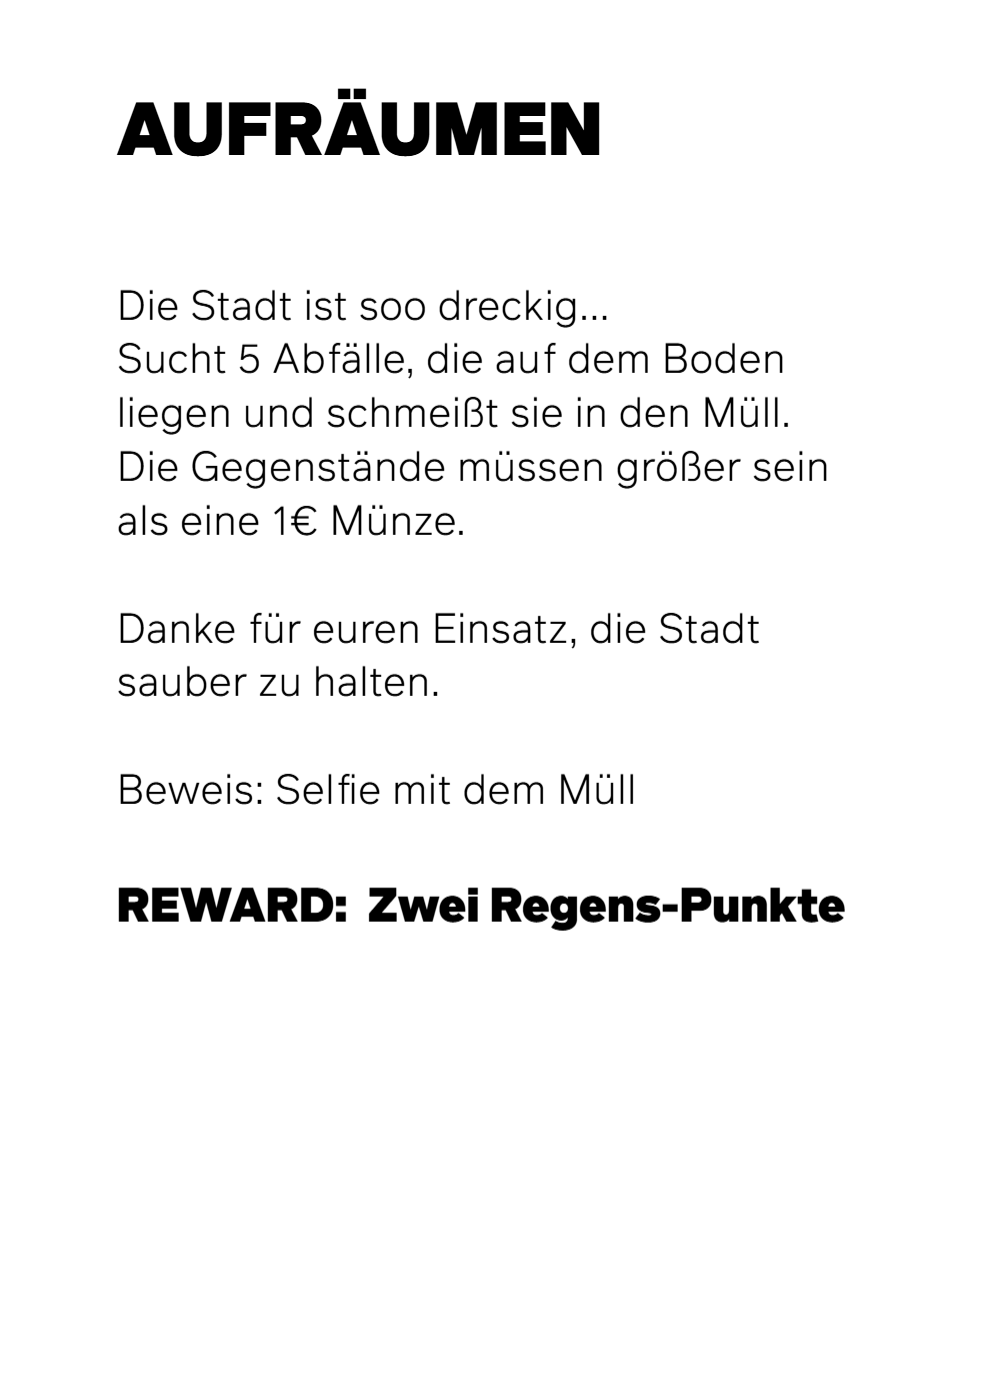 AUFRÄUMEN
Die Stadt ist soo dreckig...
Sucht 5 Abfälle, die auf dem Boden
liegen und schmeißt sie in den Müll.
Die Gegenstände müssen größer sein
als eine 1€ Münze.
Danke für euren Einsatz, die Stadt
sauber zu halten.
Beweis: Selfie mit dem Müll
REWARD: Zwei Regens-Punkte